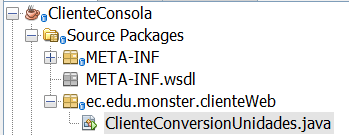 ClienteConsola
Source Packages
META-INF
META-INF.wsdl
ec.edu.monster.clienteWeb
ClienteConversionUnidades.java